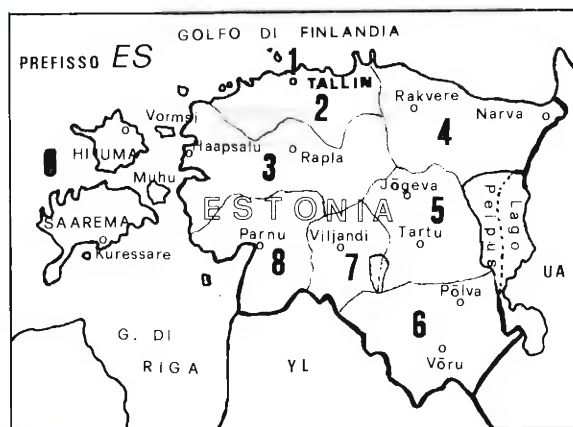 GOLFO DI FINLANDIA
PREFISSO ES
1
TALLIN
2
Rakvere
Narva
4
Vormsi
HIIUMA
Haapsalu
3
Rapla
Muhu
Jõgeva
ESTONIA
5
Lago
Peipus
SAAREMA
Parnu
Viljandi
Tartu
Kuressare
8
7
UA
Põlva
6
G. DI
RIGA
YL
Võru